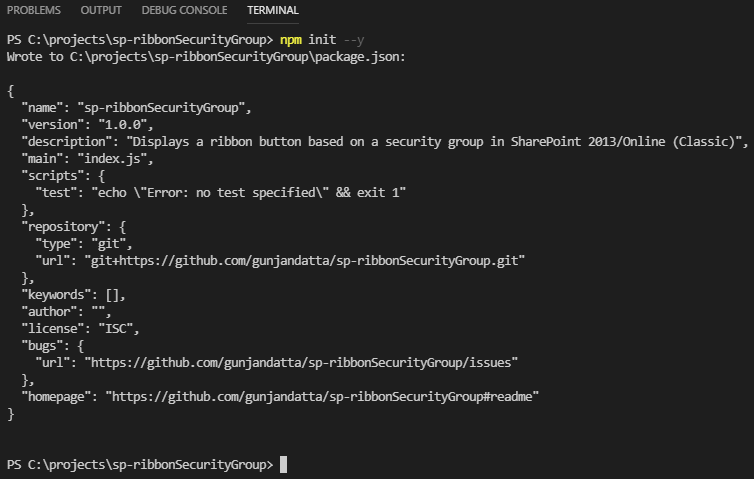 PROBLEMS OUTPUT DEBUG CONSOLE TERMINAL
PS C:\projects\sp-ribbonSecurityGroup> npm init --y
Wrote to C:\projects\sp-ribbonSecurityGroup\package.json:
{
"name": "sp-ribbonSecurityGroup",
"version": "1.0.0",
"description": "Displays a ribbon button based on a security group in SharePoint 2013/Online (Classic)",
"main": "index.js",
"scripts": {
"test": "echo \"Error: no test specified\" && exit 1"
},
"repository": {
"type": "git",
"url": "git+https://github.com/gunjandatta/sp-ribbonSecurityGroup.git"
},
"keywords": [],
"author": "",
"license": "ISC",
"bugs": {
"url": "https://github.com/gunjandatta/sp-ribbonSecurityGroup/issues"
},
"homepage": "https://github.com/gunjandatta/sp-ribbonSecurityGroup#readme"
}
PS C:\projects\sp-ribbonSecurityGroup>